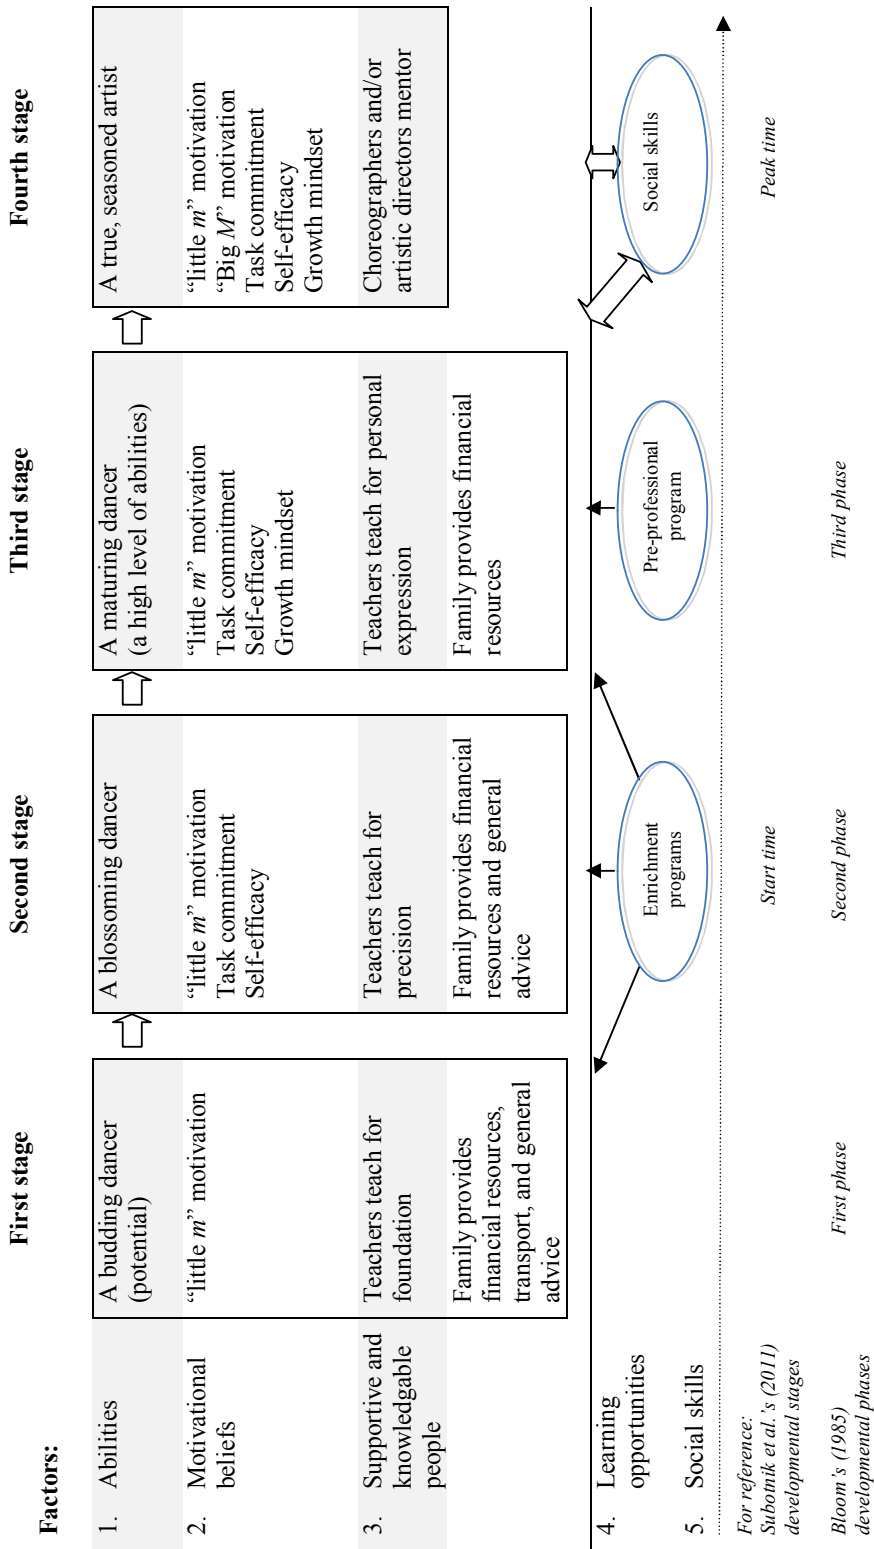 First stage
Second stage
Third stage
Fourth stage
Factors:
1. Abilities
A budding dancer
(potential)
A blossoming dancer
A maturing dancer
(a high level of abilities)
A true, seasoned artist
2. Motivational
beliefs
“little m” motivation
“little m” motivation
Task commitment
Self-efficacy
“little m” motivation
Task commitment
Self-efficacy
Growth mindset
“little m” motivation
“Big M” motivation
Task commitment
Self-efficacy
Growth mindset
3. Supportive and
knowledgable
people
Teachers teach for
foundation
Teachers teach for
precision
Teachers teach for personal
expression
Choreographers and/or
artistic directors mentor
Family provides
financial resources,
transport, and general
advice
Family provides financial
resources and general
advice
Family provides financial
resources
4. Learning
opportunities
5. Social skills
Enrichment
programs
Pre-professional
program
Social skills
For reference:
Subotnik et al.’s (2011)
developmental stages
Start time
Peak time
Bloom’s (1985)
developmental phases
First phase
Second phase
Third phase